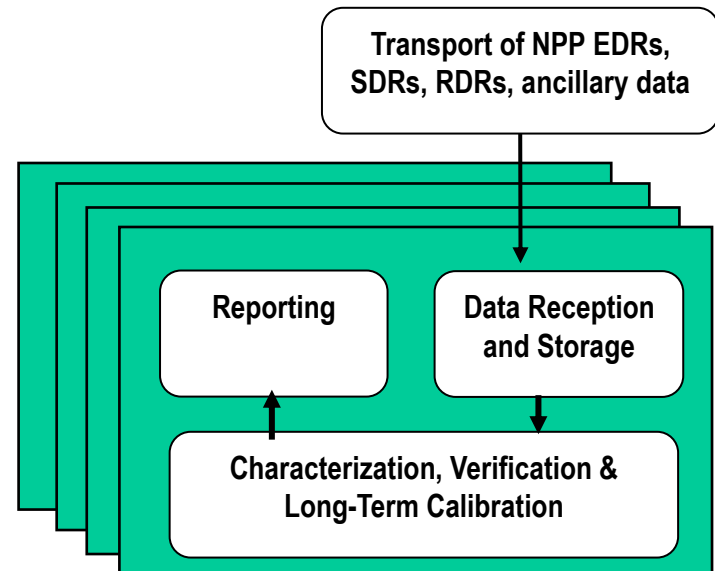 Transport of NPP EDRs,
SDRs, RDRs, ancillary data
Reporting
Data Reception
and Storage
Characterization, Verification &
Long-Term Calibration